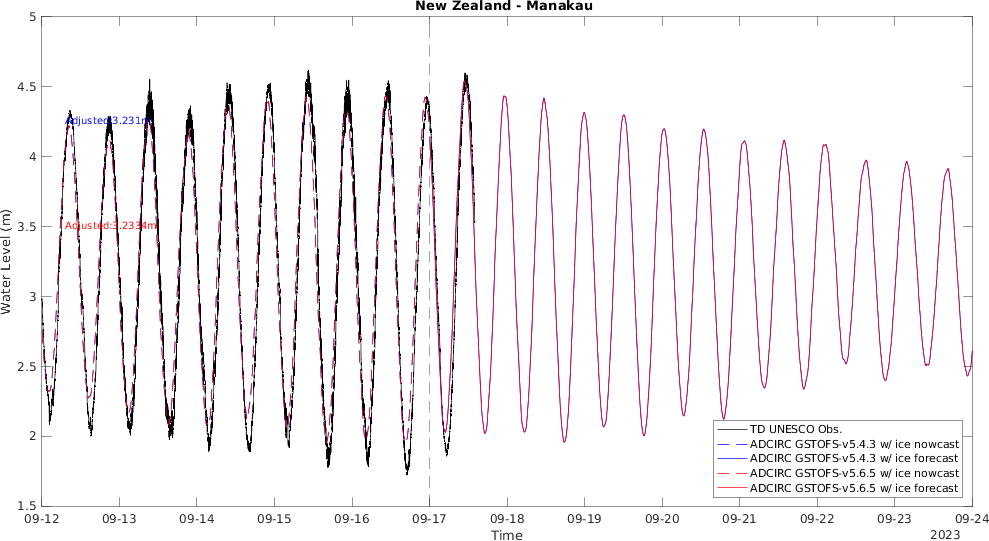 New Zealand - Manakau
5
4.5
4
3.5
3
2.5
2
1.5
Water Level (m)
Adjusted:3.231m
Adjusted:3.2334m
TD UNESCO Obs.
ADCIRC GSTOFS-v5.4.3 w/ ice nowcast
ADCIRC GSTOFS-v5.4.3 w/ ice forecast
ADCIRC GSTOFS-v5.6.5 w/ ice nowcast
ADCIRC GSTOFS-v5.6.5 w/ ice forecast
09-12 09-13 09-14 09-15 09-16 09-17 09-18 09-19 09-20 09-21 09-22 09-23 09-24
Time
2023